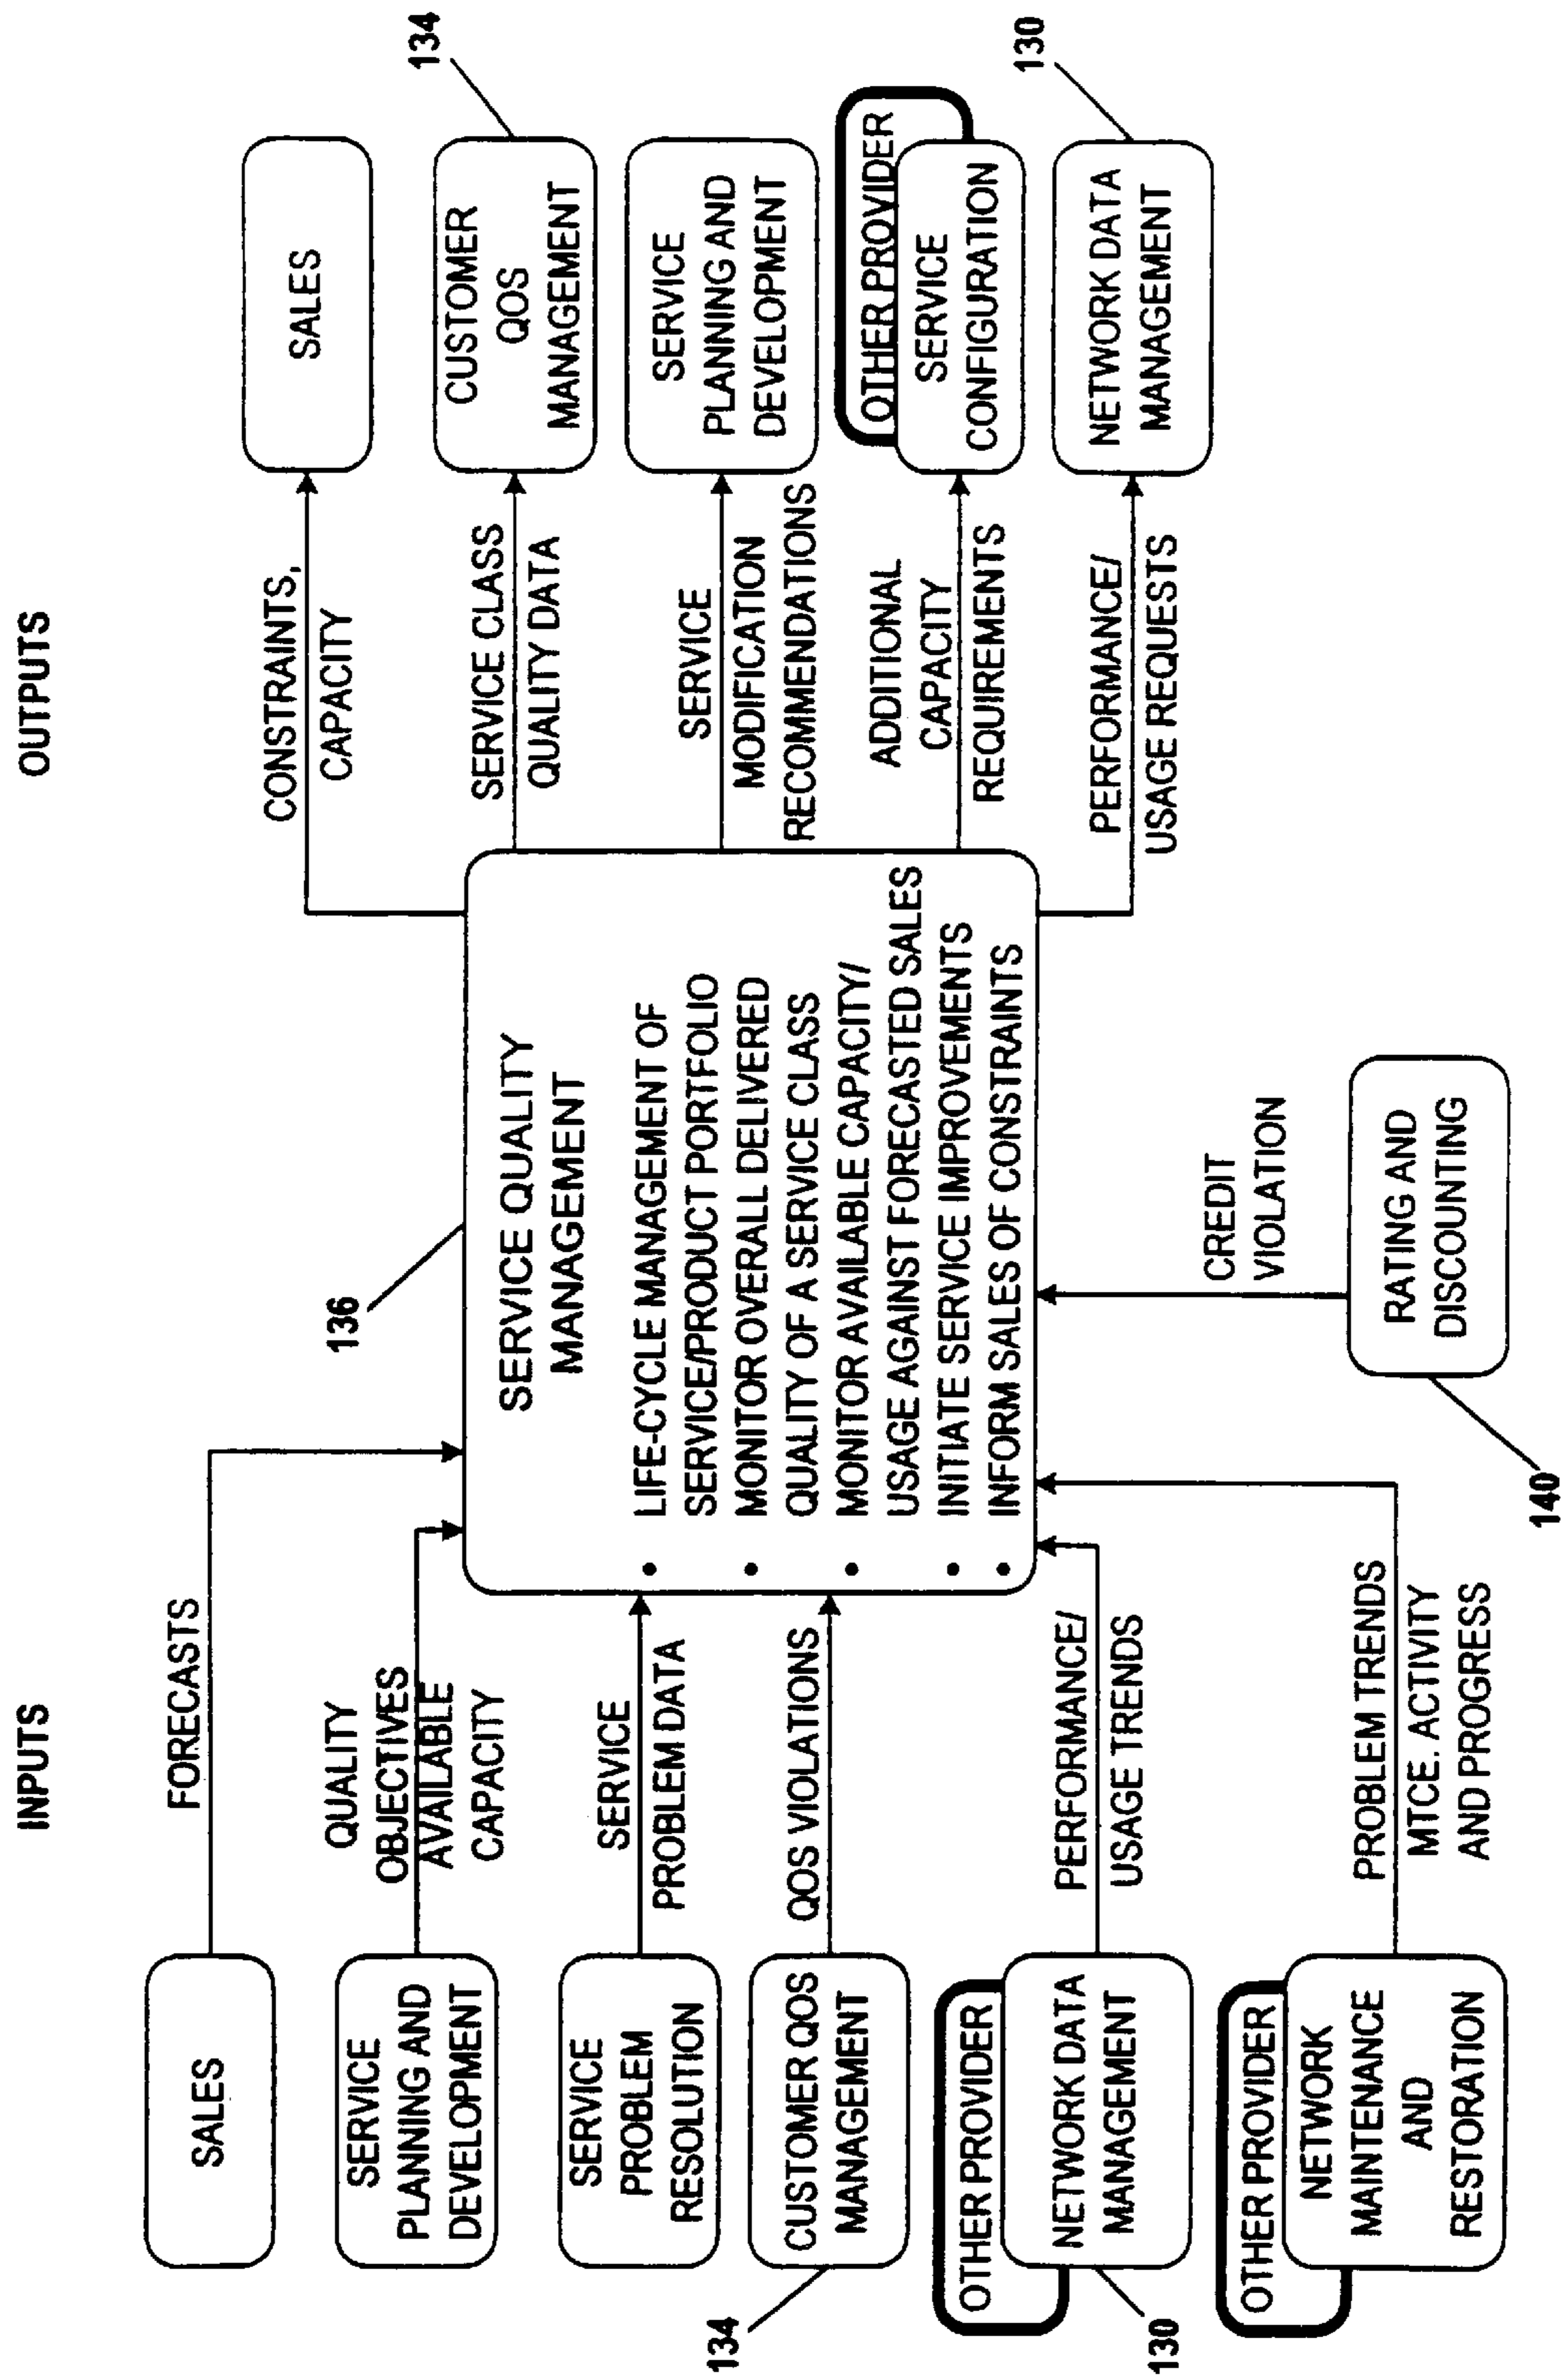 INPUTS
OUTPUTS
SALES
FORECASTS
SERVICE
PLANNING AND
DEVELOPMENT
QUALITY
OBJECTIVES
AVAILABLE
CAPACITY
SERVICE
PROBLEM
RESOLUTION
SERVICE
PROBLEM DATA
CUSTOMER QOS
MANAGEMENT
134
QOS VIOLATIONS
OTHER PROVIDER
NETWORK DATA
MANAGEMENT
130
PERFORMANCE/
USAGE TRENDS
OTHER PROVIDER
NETWORK
MAINTENANCE
AND
RESTORATION
PROBLEM TRENDS
MTCE. ACTIVITY
AND PROGRESS
136
SERVICE QUALITY
MANAGEMENT
• LIFE-CYCLE MANAGEMENT OF
SERVICE/PRODUCT PORTFOLIO
• MONITOR OVERALL DELIVERED
QUALITY OF A SERVICE CLASS
• MONITOR AVAILABLE CAPACITY/
USAGE AGAINST FORECASTED SALES
• INITIATE SERVICE IMPROVEMENTS
• INFORM SALES OF CONSTRAINTS
CREDIT
VIOLATION
RATING AND
DISCOUNTING
140
CONSTRAINTS,
CAPACITY
SALES
SERVICE CLASS
QUALITY DATA
CUSTOMER
QOS
MANAGEMENT
134
SERVICE
MODIFICATION
RECOMMENDATIONS
SERVICE
PLANNING AND
DEVELOPMENT
ADDITIONAL
CAPACITY
REQUIREMENTS
OTHER PROVIDER
SERVICE
CONFIGURATION
PERFORMANCE/
USAGE REQUESTS
NETWORK DATA
MANAGEMENT
130